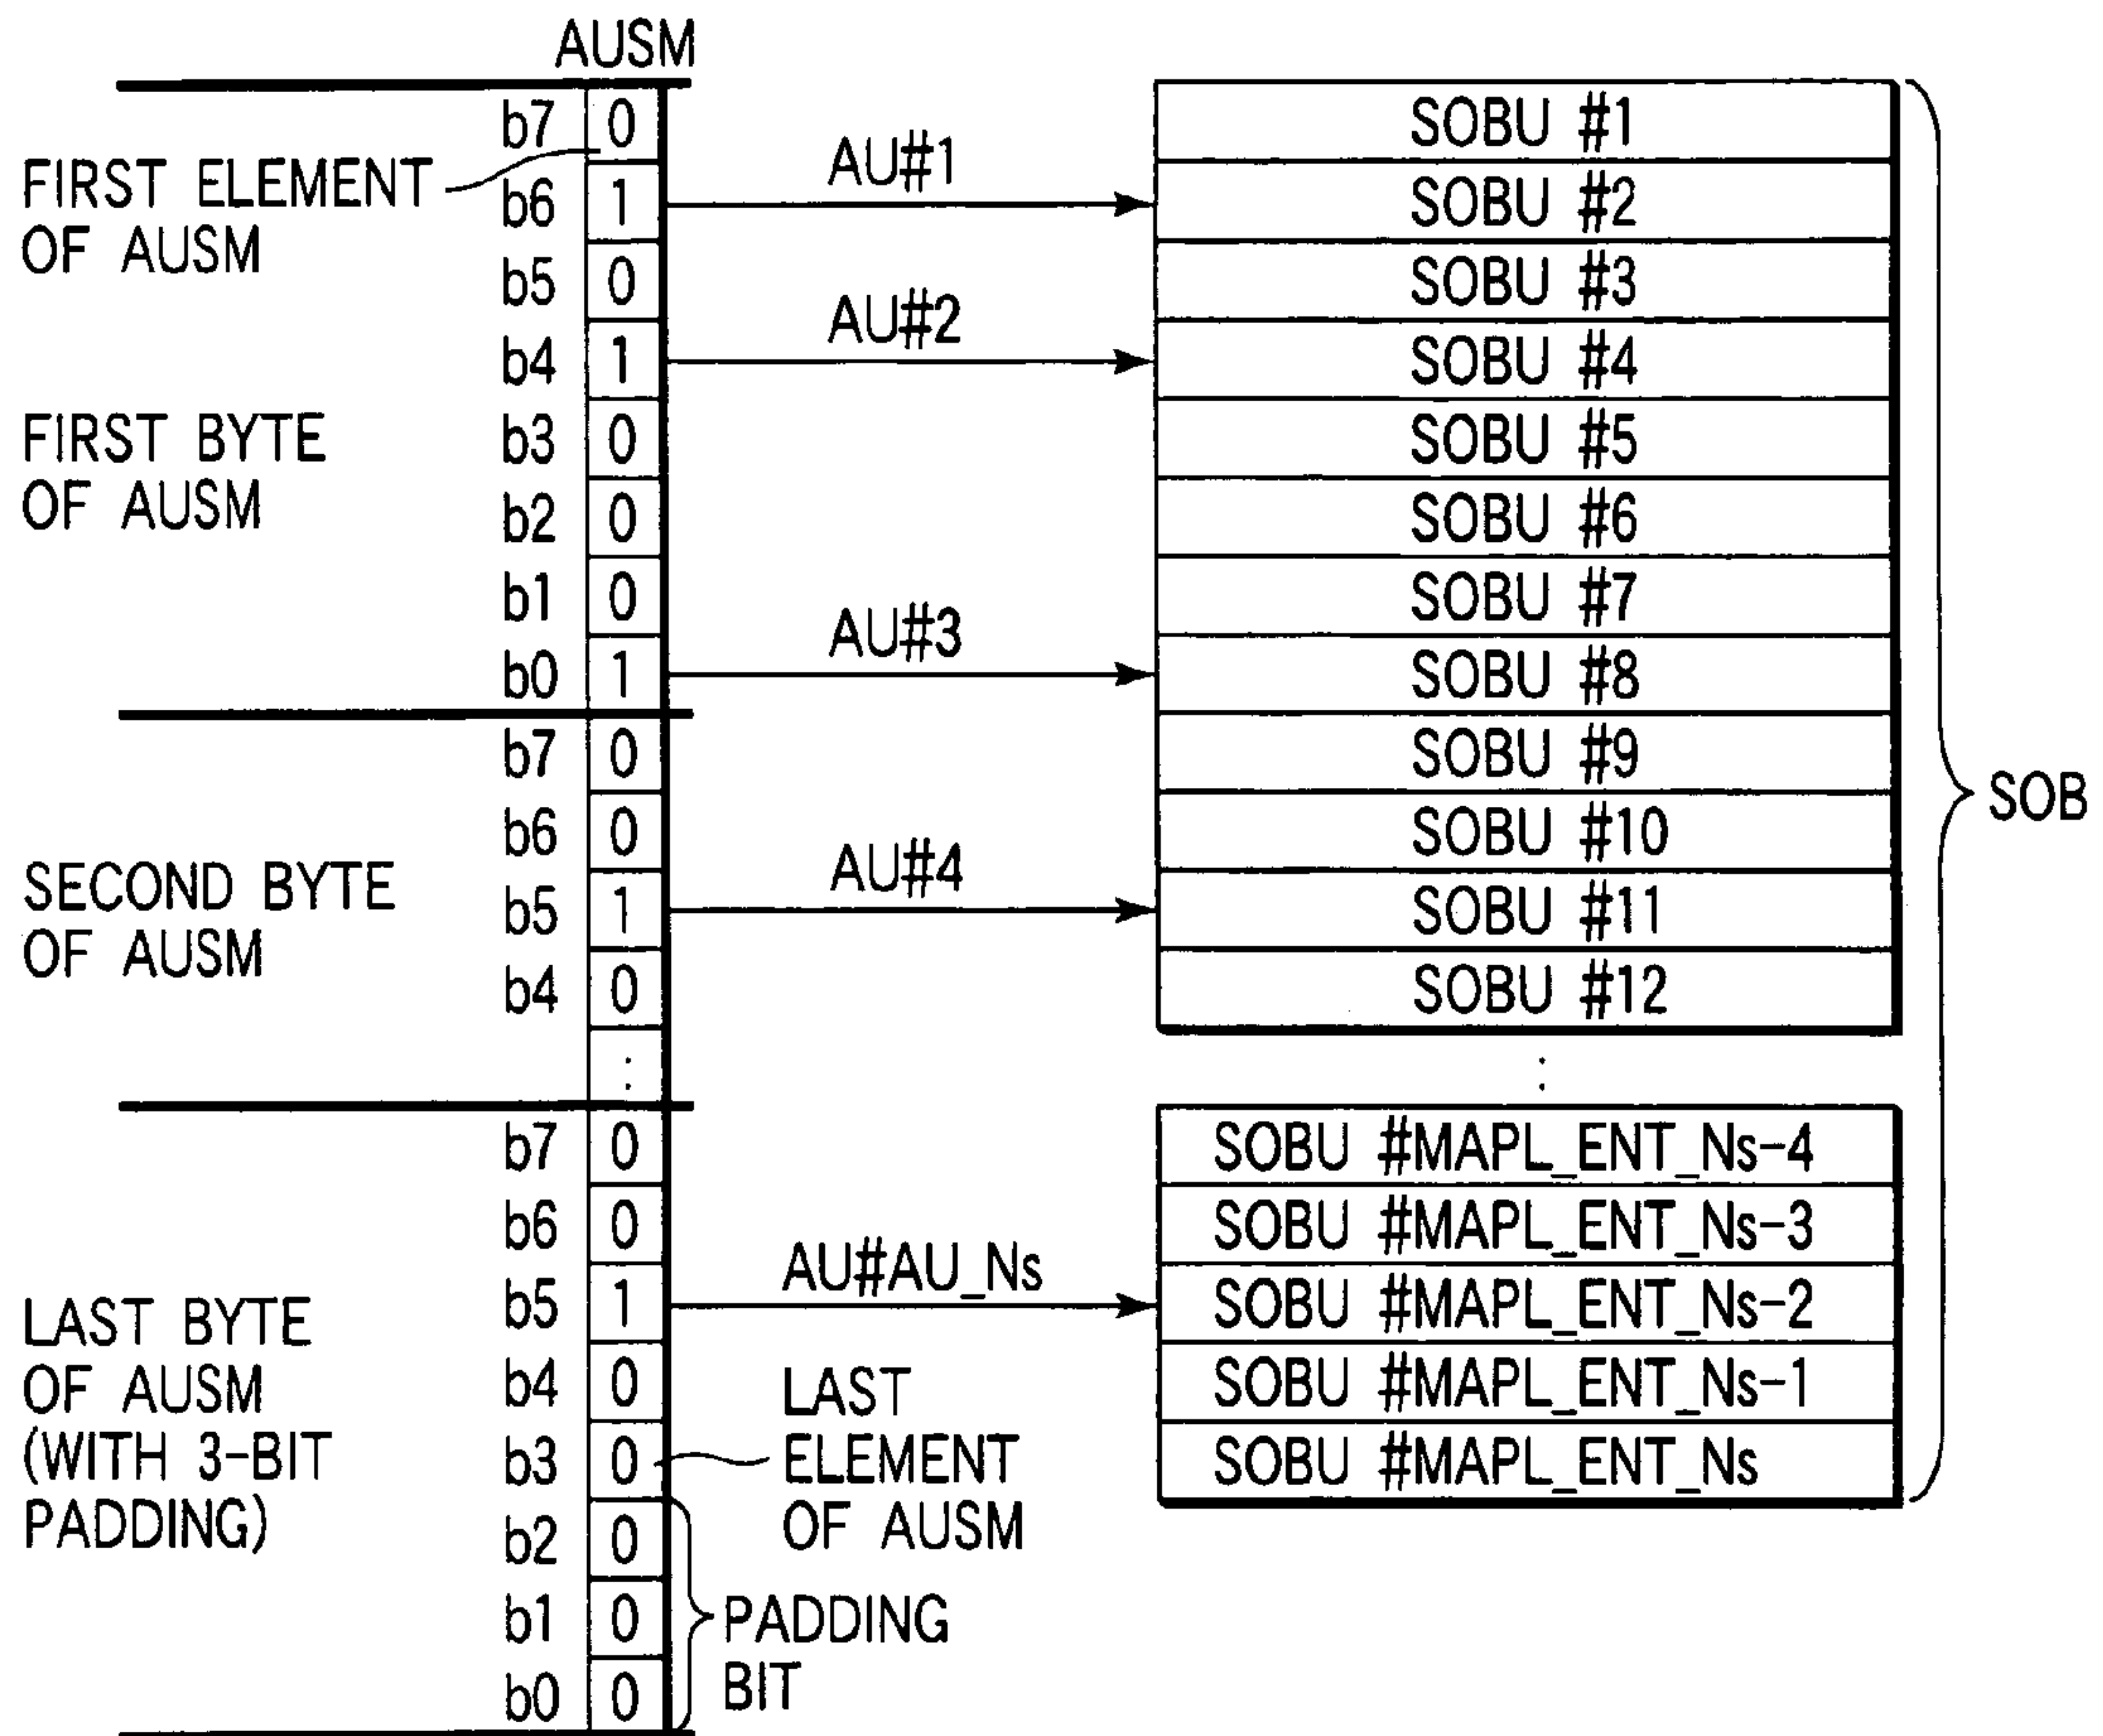 AUSM
b7 0 SOBU #1
FIRST ELEMENT
OF AUSM
AU#1
b6 1 SOBU #2
b5 0 SOBU #3
AU#2
b4 1 SOBU #4
FIRST BYTE
OF AUSM
b3 0 SOBU #5
b2 0 SOBU #6
b1 0 SOBU #7
AU#3
b0 1 SOBU #8
b7 0 SOBU #9
SOB
b6 0 SOBU #10
SECOND BYTE
OF AUSM
AU#4
b5 1 SOBU #11
b4 0 SOBU #12
: :
b7 0 SOBU #MAPL_ENT_Ns-4
b6 0 SOBU #MAPL_ENT_Ns-3
AU#AU_Ns
b5 1 SOBU #MAPL_ENT_Ns-2
LAST BYTE
OF AUSM
(WITH 3-BIT
PADDING)
b4 0 SOBU #MAPL_ENT_Ns-1
b3 0 SOBU #MAPL_ENT_Ns
LAST
ELEMENT
OF AUSM
b2 0
b1 0
PADDING
BIT
b0 0